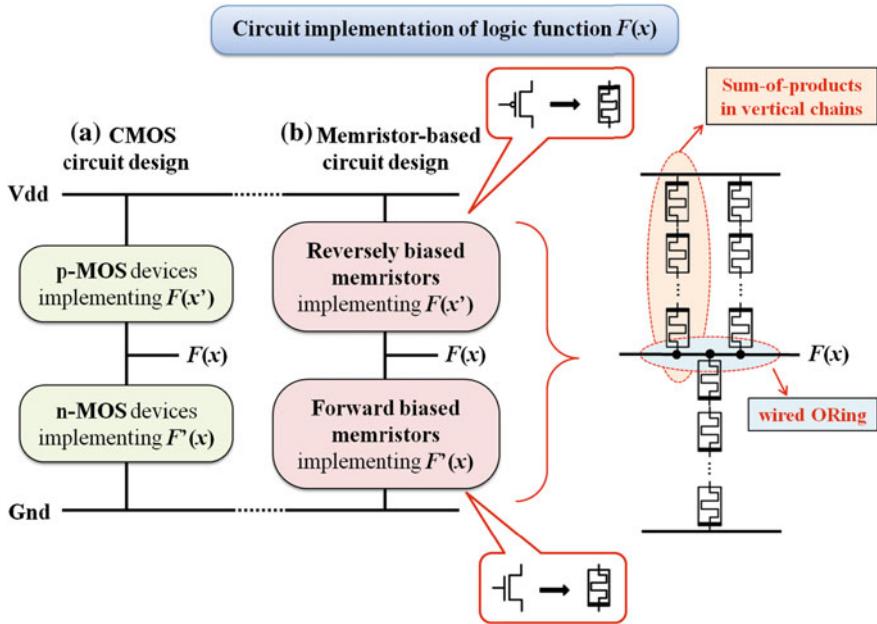 Circuit implementation of logic function F(x)
(a) CMOS
circuit design
(b) Memristor-based
circuit design
Sum-of-products
in vertical chains
Vdd
p-MOS devices
implementing F(x’)
Reversely biased
memristors
implementing F(x’)
F(x)
F(x)
F(x)
n-MOS devices
implementing F’(x)
Forward biased
memristors
implementing F’(x)
wired ORing
Gnd